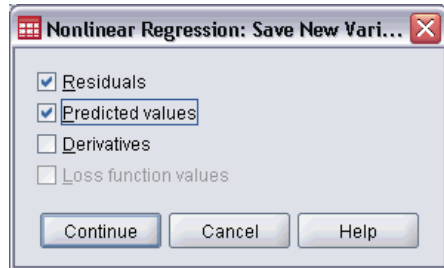 Nonlinear Regression: Save New Vari...
Residuals
Predicted values
Derivatives
Loss function values
Continue Cancel Help